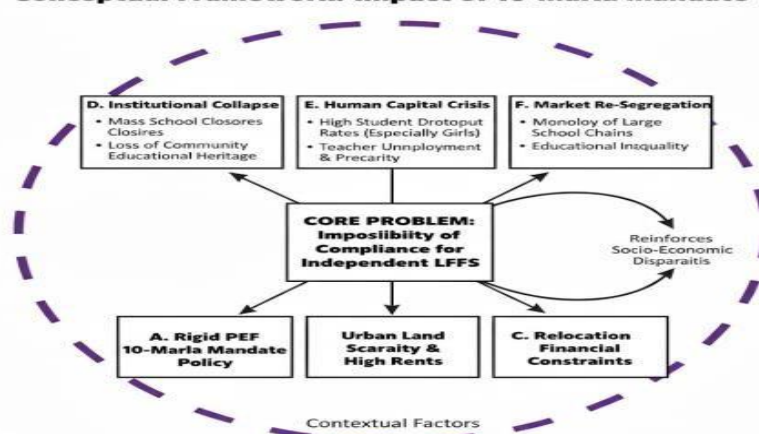 Conceptual Framework: Impact of 10-Marla Mandate
D. Institutional Collapse
• Mass School Closores
Closires
• Loss of Community
Educational Heritage
E. Human Capital Crisis
• High Student Drotoput
Rates (Especially Girls)
• Teacher Unnployment
& Precarity
F. Market Re-Segregation
• Monoloy of Large
School Chains
• Educational Inquality
CORE PROBLEM:
Imposiibiity of
Compliance for
Independent LFFS
Reinforces
Socio-Economic
Disparaitis
A. Rigid PEF
10-Marla Mandate
Policy
Urban Land
Scaraity &
High Rents
C. Relocation
Financial
Constraints
Contextual Factors